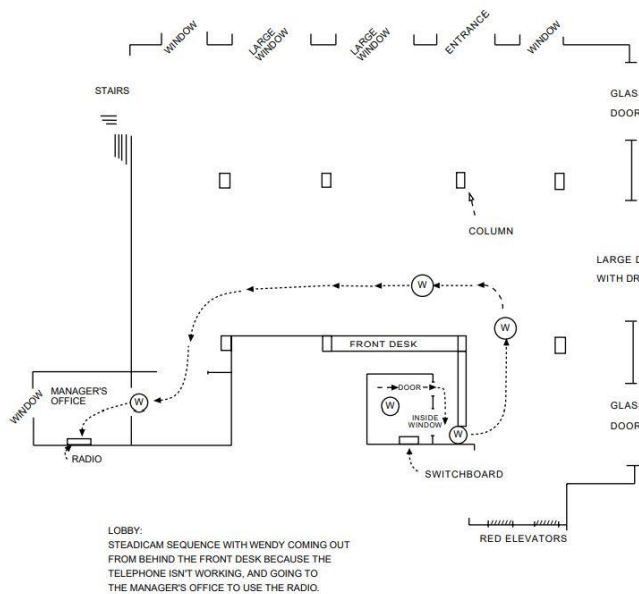 WINDOW
LARGE
WINDOW
LARGE
WINDOW
ENTRANCE
WINDOW
STAIRS
GLAS
DOOR
COLUMN
LARGE D
WITH DR
W
W
FRONT DESK
MANAGER'S
OFFICE
WINDOW
W
DOOR
W
INSIDE
WINDOW
W
GLAS
DOOR
RADIO
SWITCHBOARD
RED ELEVATORS
LOBBY:
STEADICAM SEQUENCE WITH WENDY COMING OUT
FROM BEHIND THE FRONT DESK BECAUSE THE
TELEPHONE ISN'T WORKING, AND GOING TO
THE MANAGER'S OFFICE TO USE THE RADIO.